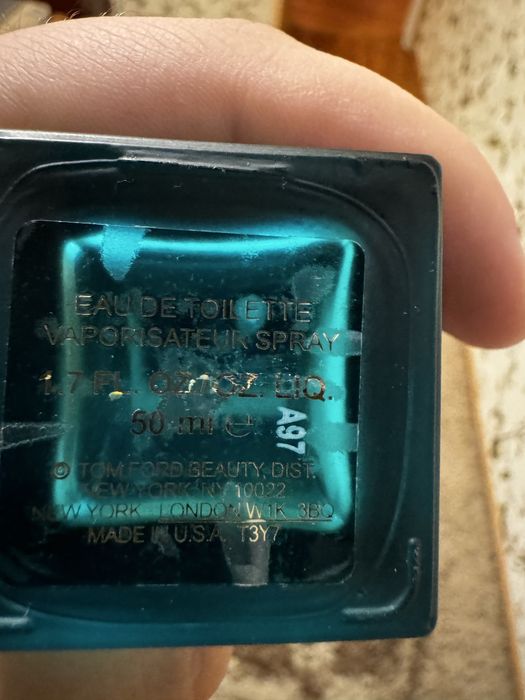 EAU DE TOILETTE
VAPORISATEUR SPRAY
1.7 FL. OZ./OZ. LIQ.
50 ml ℮
A97
© TOM FORD BEAUTY, DIST.
NEW YORK, NY 10022
NEW YORK LONDON W1K 3BQ
MADE IN U.S.A. T3Y7